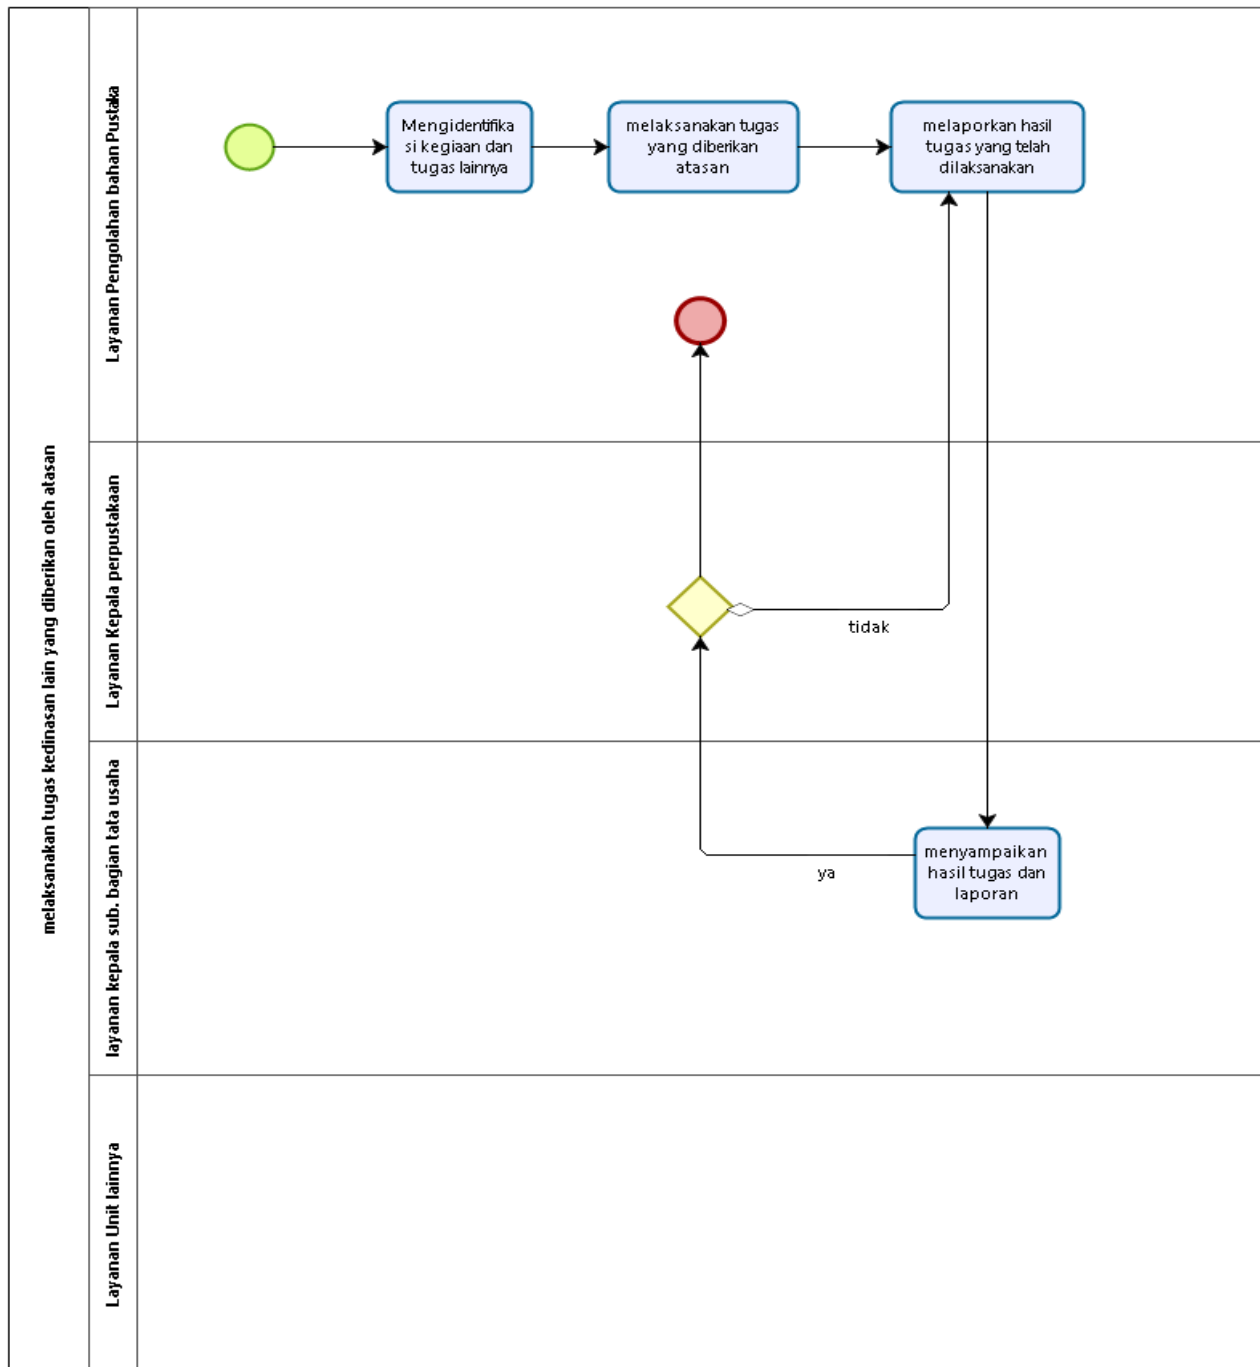 melaksanakan tugas kedinasan lain yang diberikan oleh atasan
Layanan Pengolahan bahan Pustaka
Mengidentifika
si kegiaan dan
tugas lainnya
melaksanakan tugas
yang diberikan
atasan
melaporkan hasil
tugas yang telah
dilaksanakan
Layanan Kepala perpustakaan
tidak
layanan kepala sub. bagian tata usaha
ya
menyampaikan
hasil tugas dan
laporan
Layanan Unit lainnya